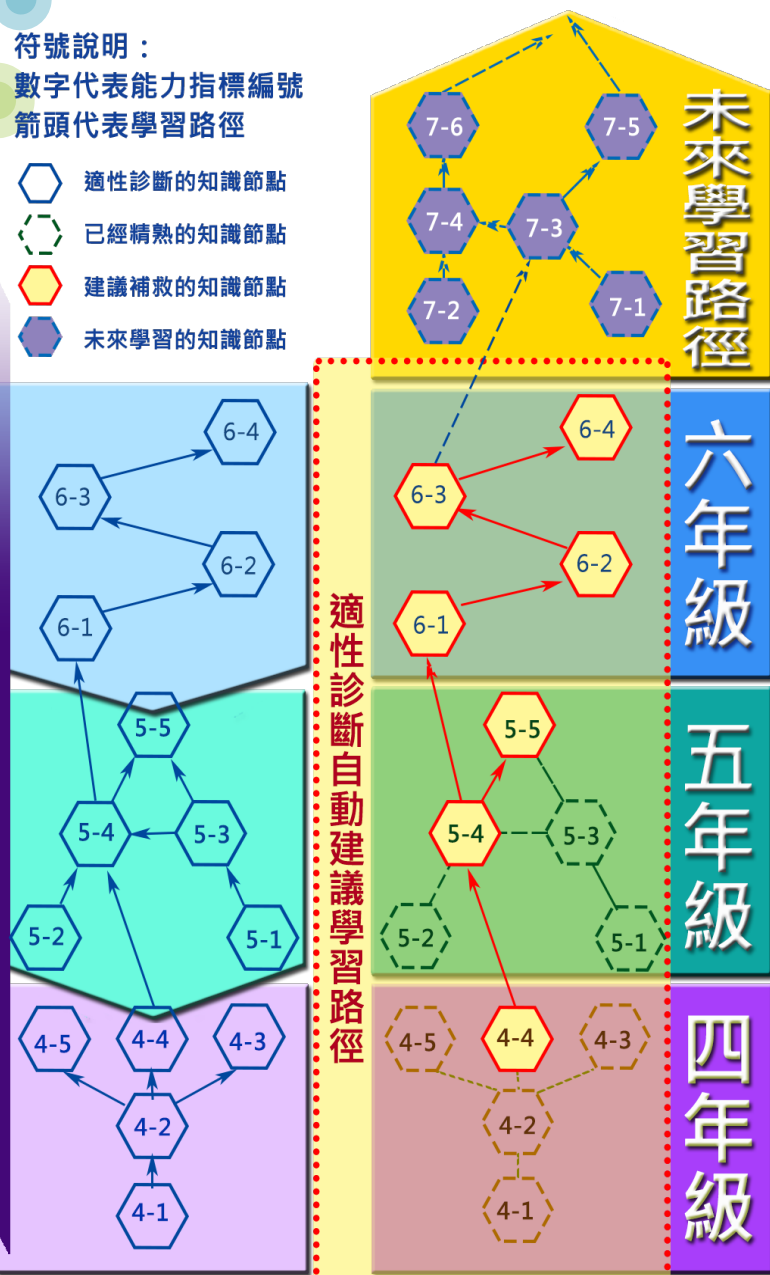 符號說明：
數字代表能力指標編號
箭頭代表學習路徑
適性診斷的知識節點
已經精熟的知識節點
建議補救的知識節點
未來學習的知識節點
7-6
7-5
7-4
7-3
7-2
7-1
未來學習路徑
6-4
6-3
6-2
6-1
5-5
5-4
5-3
5-2
5-1
4-5
4-4
4-3
4-2
4-1
適性診斷自動建議學習路徑
6-4
6-3
6-2
6-1
六年級
5-5
5-4
5-3
5-2
5-1
五年級
4-5
4-4
4-3
4-2
4-1
四年級